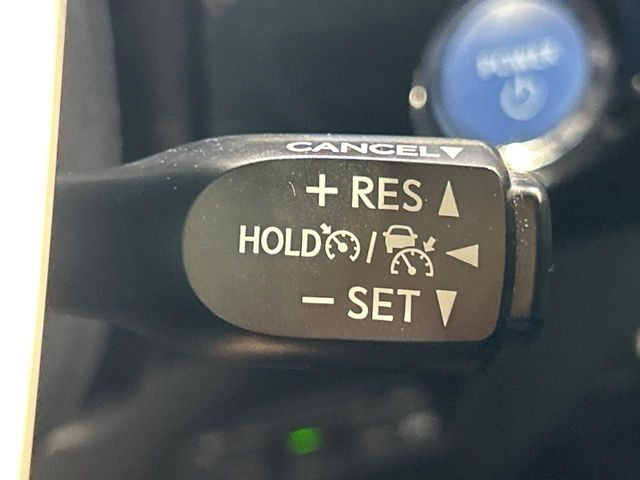 POWER
CANCEL▼
+ RES ▲
HOLD / ◀
− SET ▼